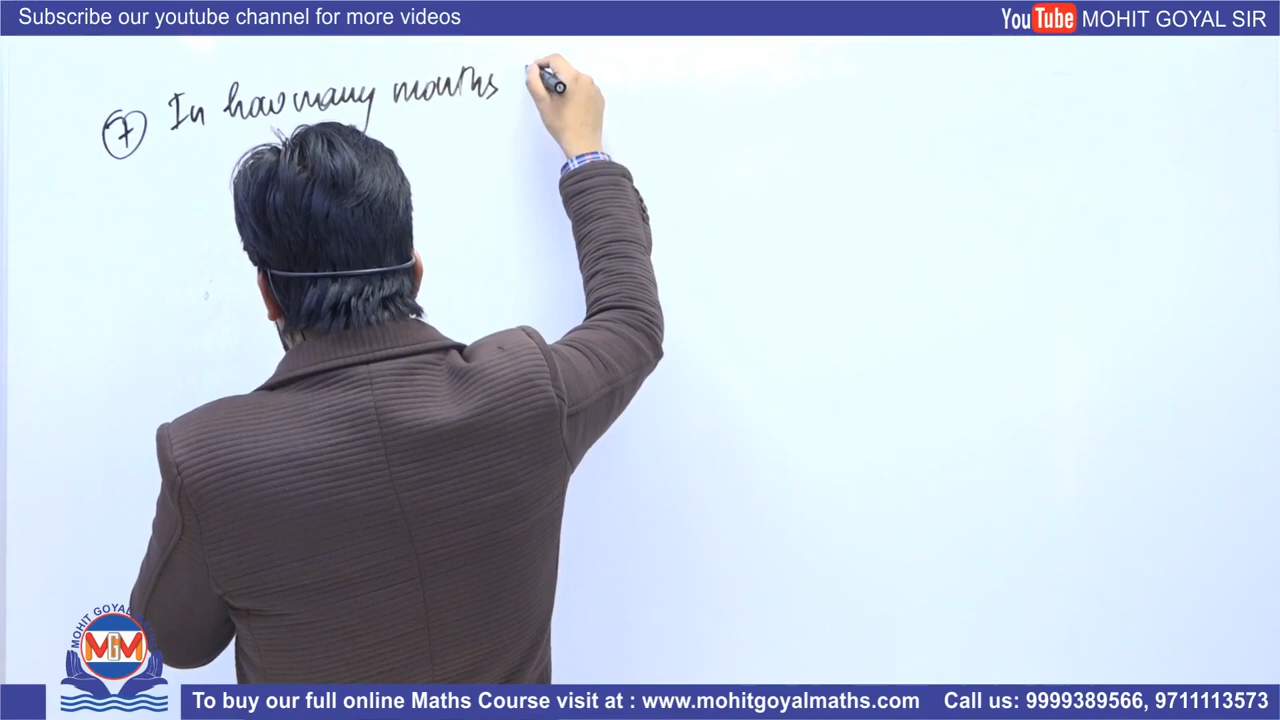 Subscribe our youtube channel for more videos
YouTube MOHIT GOYAL SIR
7 In how many months
MOHIT GOYAL
MGM
To buy our full online Maths Course visit at : www.mohitgoyalmaths.com Call us: 9999389566, 9711113573